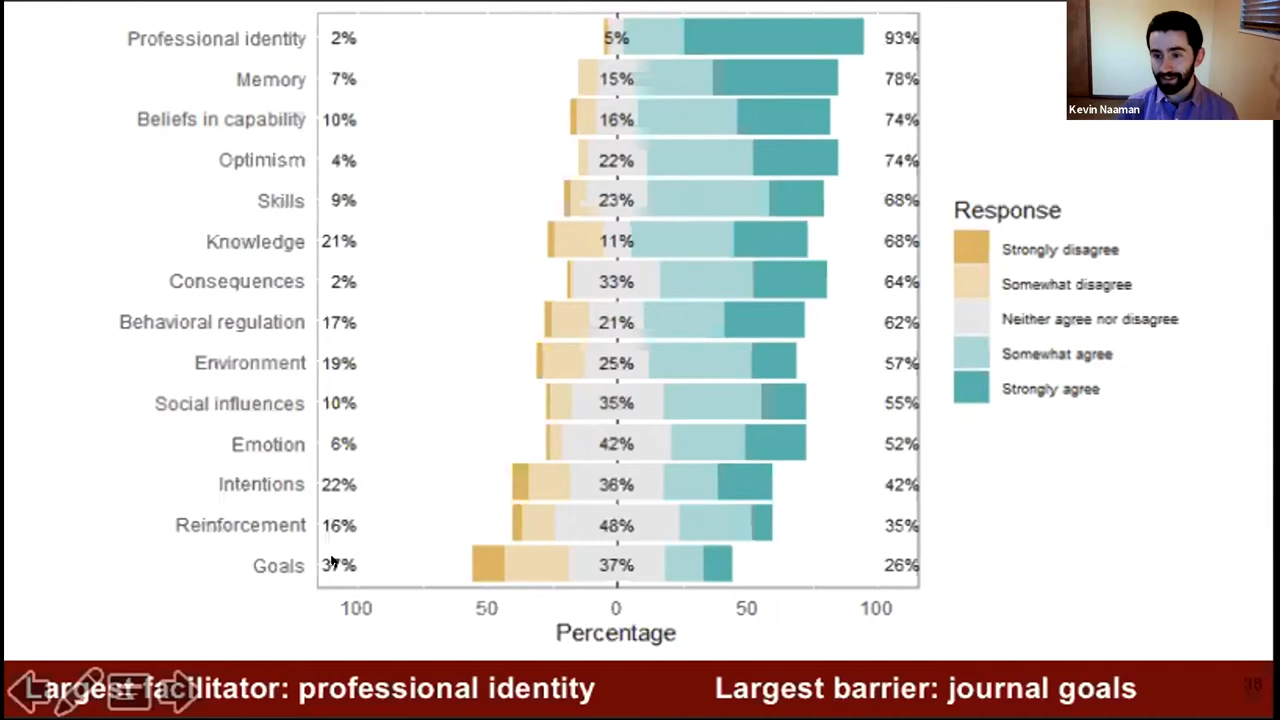 Professional identity 2% 5% 93%
Kevin Naaman
Memory 7% 15% 78%
Beliefs in capability 10% 16% 74%
Optimism 4% 22% 74%
Skills 9% 23% 68%
Knowledge 21% 11% 68%
Consequences 2% 33% 64%
Behavioral regulation 17% 21% 62%
Environment 19% 25% 57%
Social influences 10% 35% 55%
Emotion 6% 42% 52%
Intentions 22% 36% 42%
Reinforcement 16% 48% 35%
Goals 37% 37% 26%
100 50 0 50 100
Percentage
Response
Strongly disagree
Somewhat disagree
Neither agree nor disagree
Somewhat agree
Strongly agree
Largest facilitator: professional identity
Largest barrier: journal goals
38